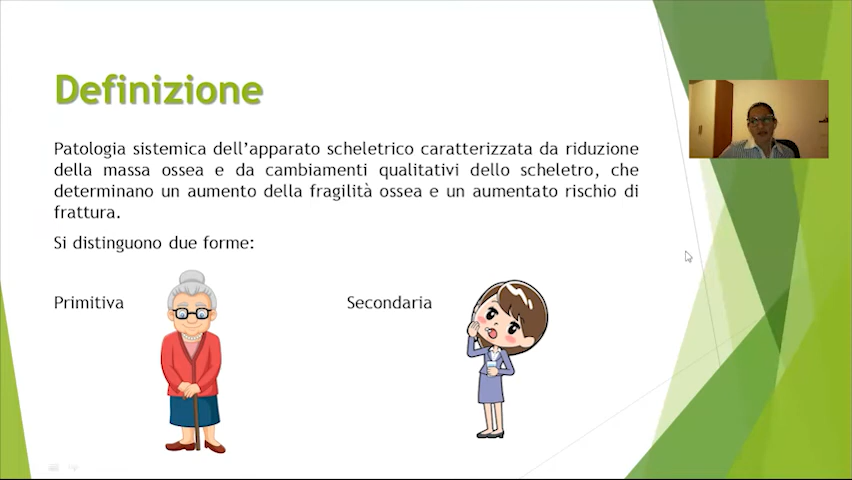 Definizione
Patologia sistemica dell’apparato scheletrico caratterizzata da riduzione
della massa ossea e da cambiamenti qualitativi dello scheletro, che
determinano un aumento della fragilità ossea e un aumentato rischio di
frattura.
Si distinguono due forme:
Primitiva
Secondaria